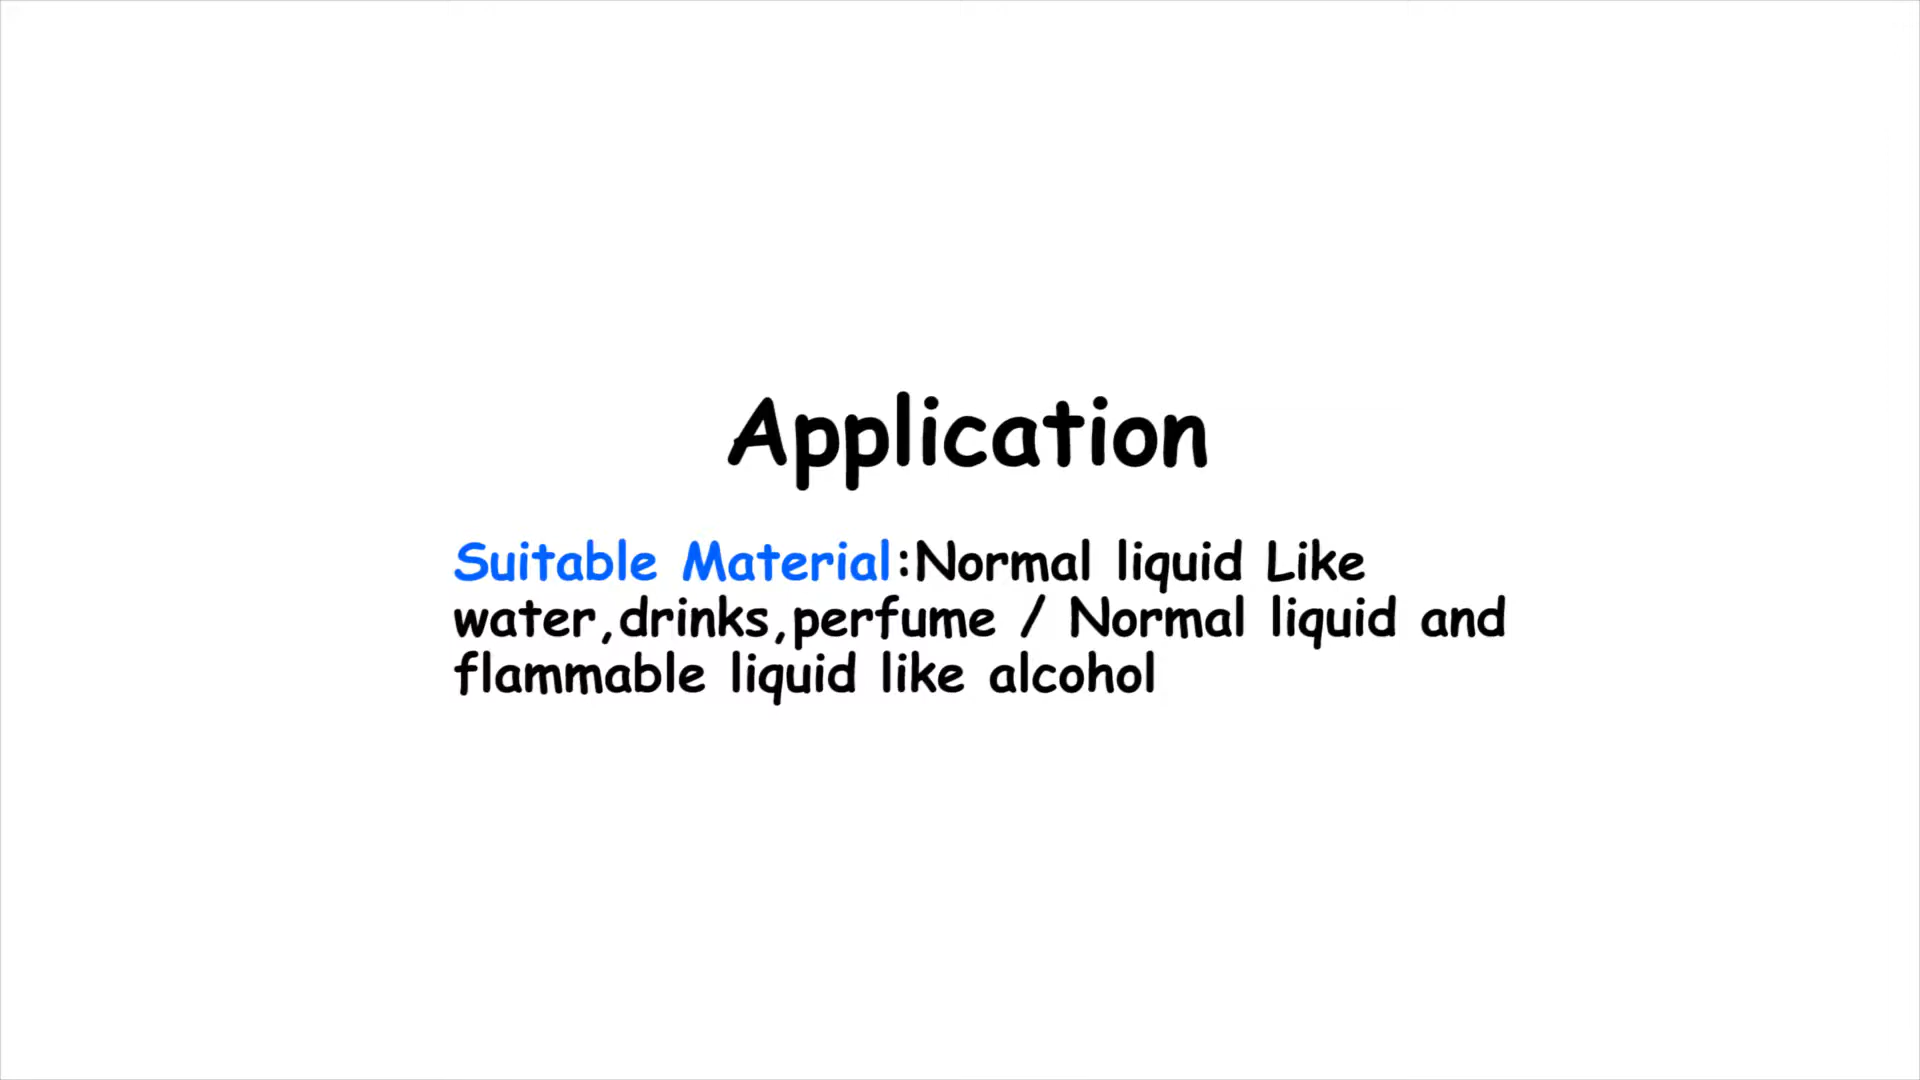 Application
Suitable Material:Normal liquid Like
water,drinks,perfume / Normal liquid and
flammable liquid like alcohol